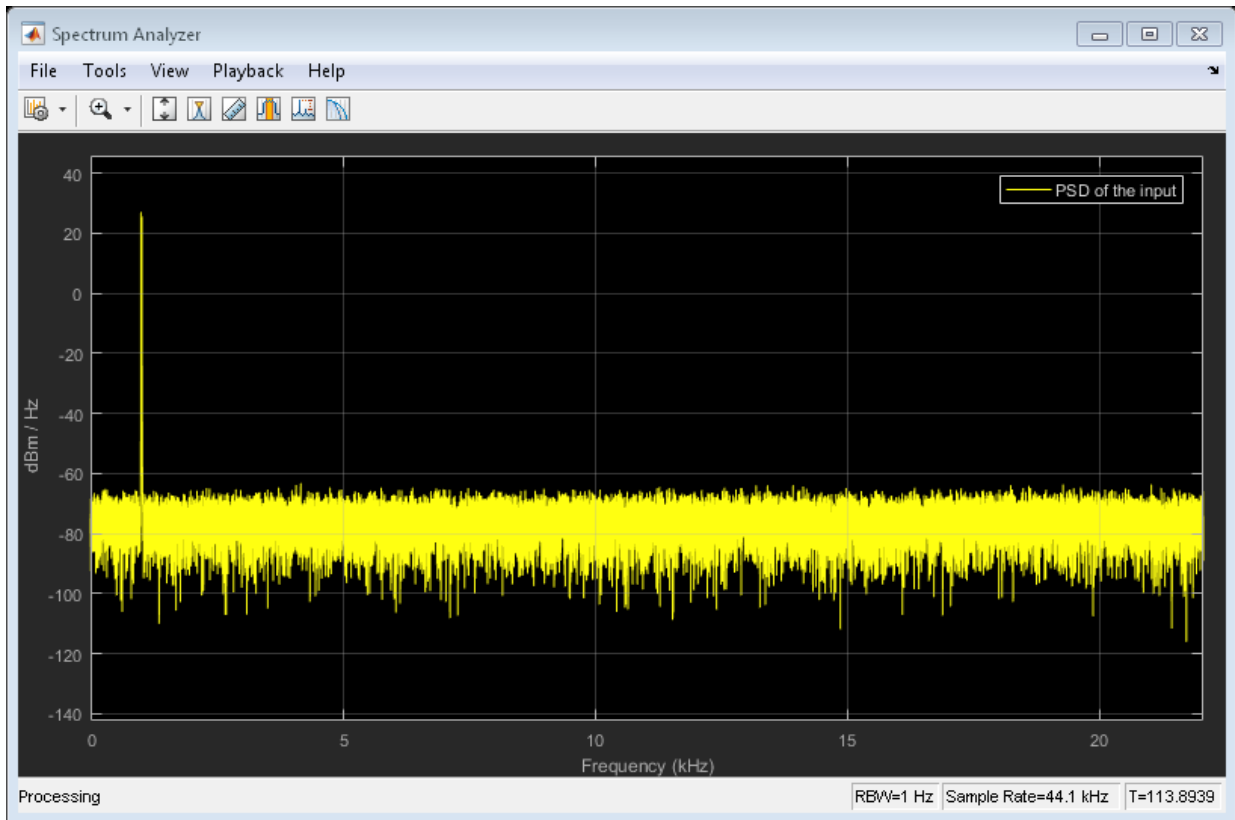 Spectrum Analyzer
File Tools View Playback Help
PSD of the input
40
20
0
-20
-40
-60
-80
-100
-120
-140
dBm / Hz
0 5 10 15 20
Frequency (kHz)
Processing RBW=1 Hz Sample Rate=44.1 kHz T=113.8939